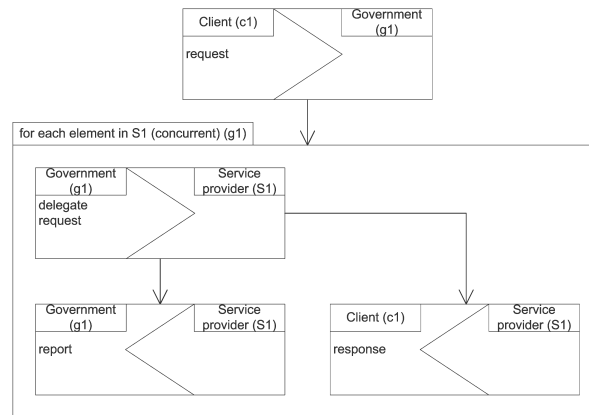 Client (c1)
Government
(g1)
request
for each element in S1 (concurrent) (g1)
Government
(g1)
Service
provider (S1)
delegate
request
Government
(g1)
Service
provider (S1)
report
Client (c1)
Service
provider (S1)
response